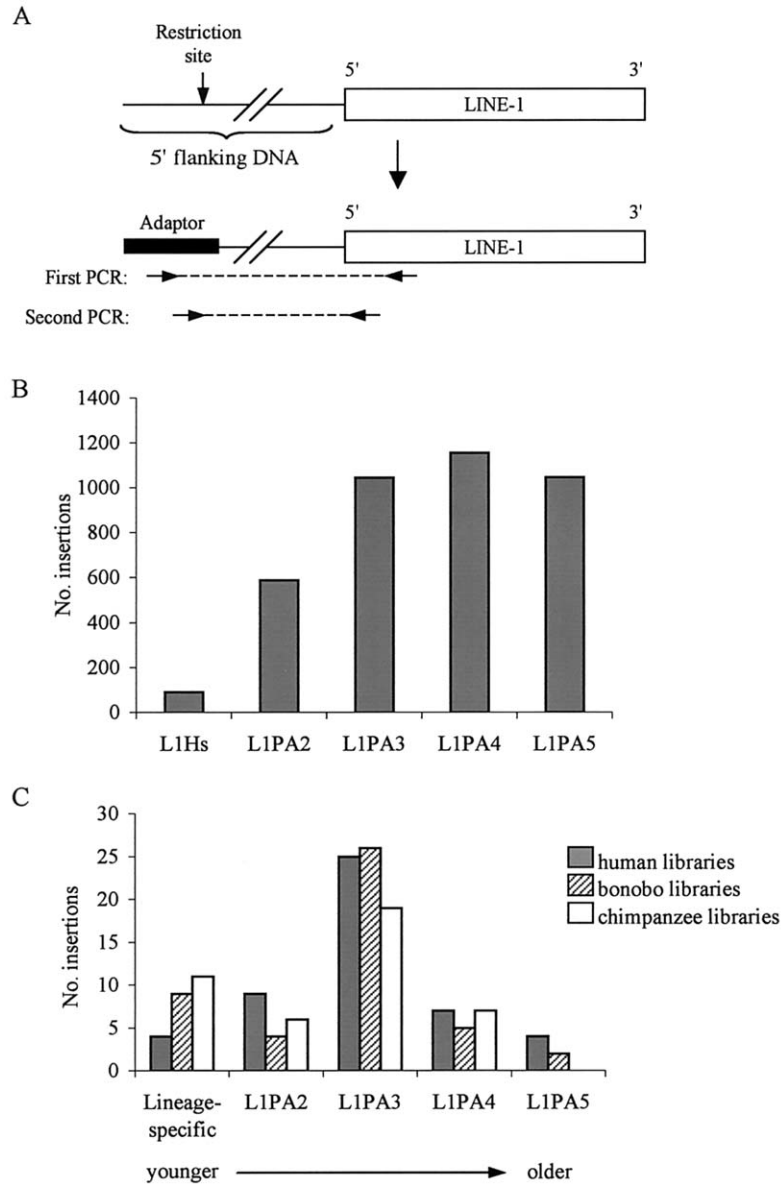 A
Restriction
site
5'
3'
LINE-1
5' flanking DNA
Adaptor
5'
3'
LINE-1
First PCR:
Second PCR:
B
No. insertions
1400
1200
1000
800
600
400
200
0
L1Hs
L1PA2
L1PA3
L1PA4
L1PA5
C
No. insertions
30
25
20
15
10
5
0
human libraries
bonobo libraries
chimpanzee libraries
Lineage-
specific
L1PA2
L1PA3
L1PA4
L1PA5
younger
older